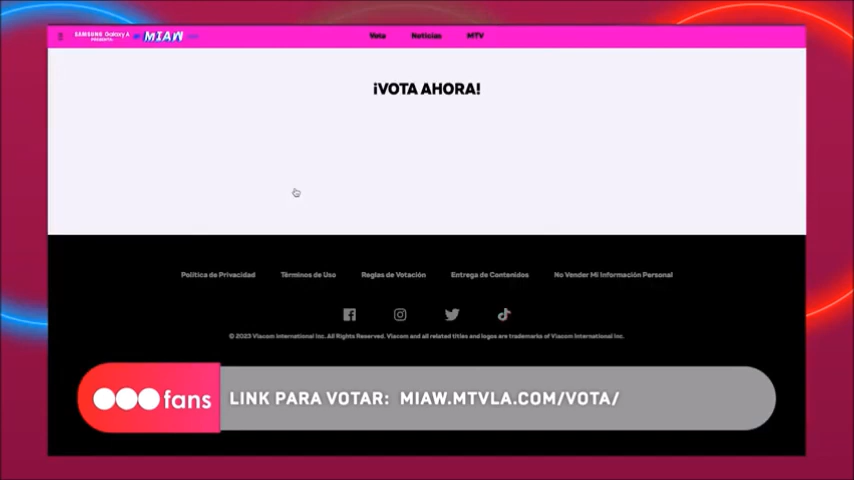 SAMSUNG Galaxy A MIAW Vota Noticias MTV
PRESENTA:
¡VOTA AHORA!
Política de Privacidad Términos de Uso Reglas de Votación Entrega de Contenidos No Vender Mi Información Personal
© 2023 Viacom International Inc. All Rights Reserved. Viacom and all related titles and logos are trademarks of Viacom International Inc.
fans LINK PARA VOTAR: MIAW.MTVLA.COM/VOTA/